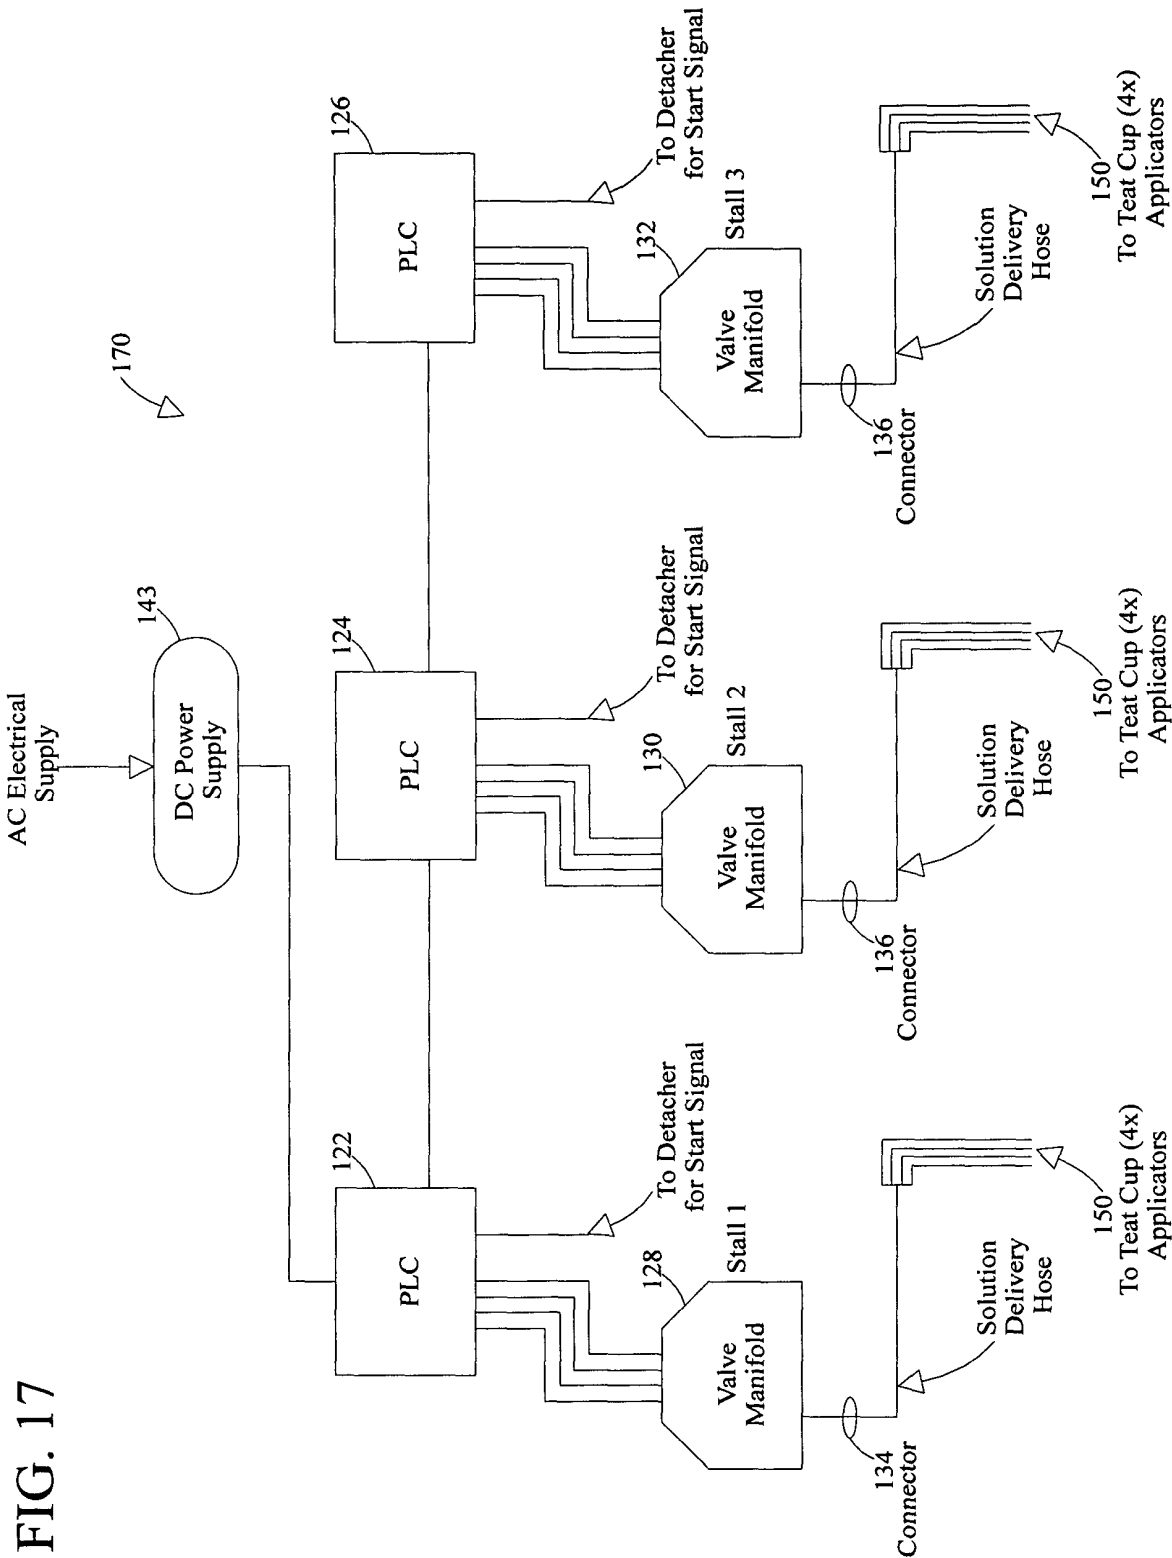 FIG. 17
AC Electrical
Supply
143
DC Power
Supply
170
122
PLC
124
PLC
126
PLC
To Detacher
for Start Signal
To Detacher
for Start Signal
To Detacher
for Start Signal
128
Stall 1
Valve
Manifold
130
Stall 2
Valve
Manifold
132
Stall 3
Valve
Manifold
134
Connector
Solution
Delivery
Hose
150
To Teat Cup (4x)
Applicators
136
Connector
Solution
Delivery
Hose
150
To Teat Cup (4x)
Applicators
136
Connector
Solution
Delivery
Hose
150
To Teat Cup (4x)
Applicators